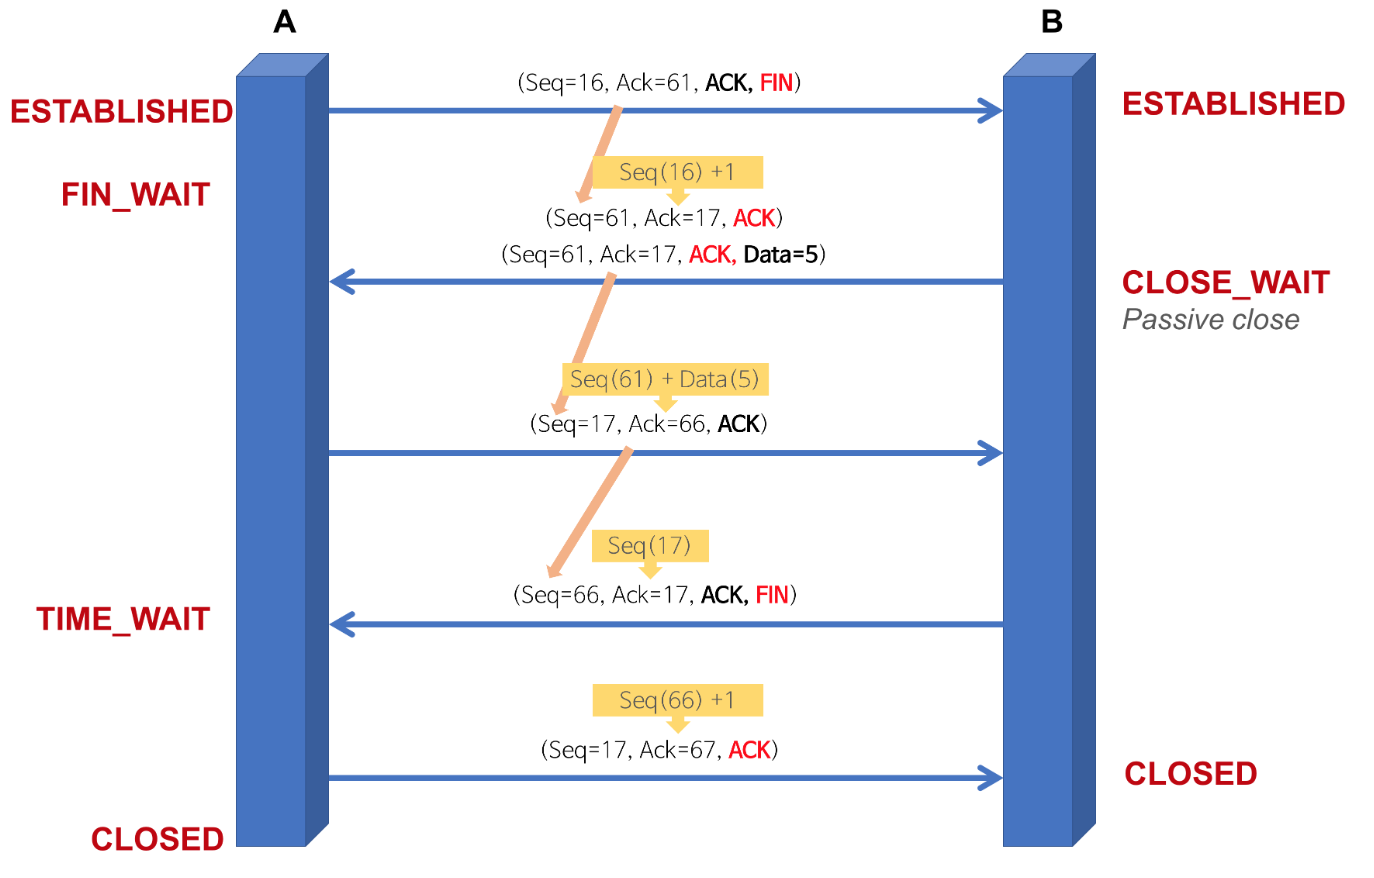 A
B
(Seq=16, Ack=61, ACK, FIN)
ESTABLISHED
ESTABLISHED
Seq(16) +1
FIN_WAIT
(Seq=61, Ack=17, ACK)
(Seq=61, Ack=17, ACK, Data=5)
CLOSE_WAIT
Passive close
Seq(61) + Data(5)
(Seq=17, Ack=66, ACK)
Seq(17)
(Seq=66, Ack=17, ACK, FIN)
TIME_WAIT
Seq(66) +1
(Seq=17, Ack=67, ACK)
CLOSED
CLOSED